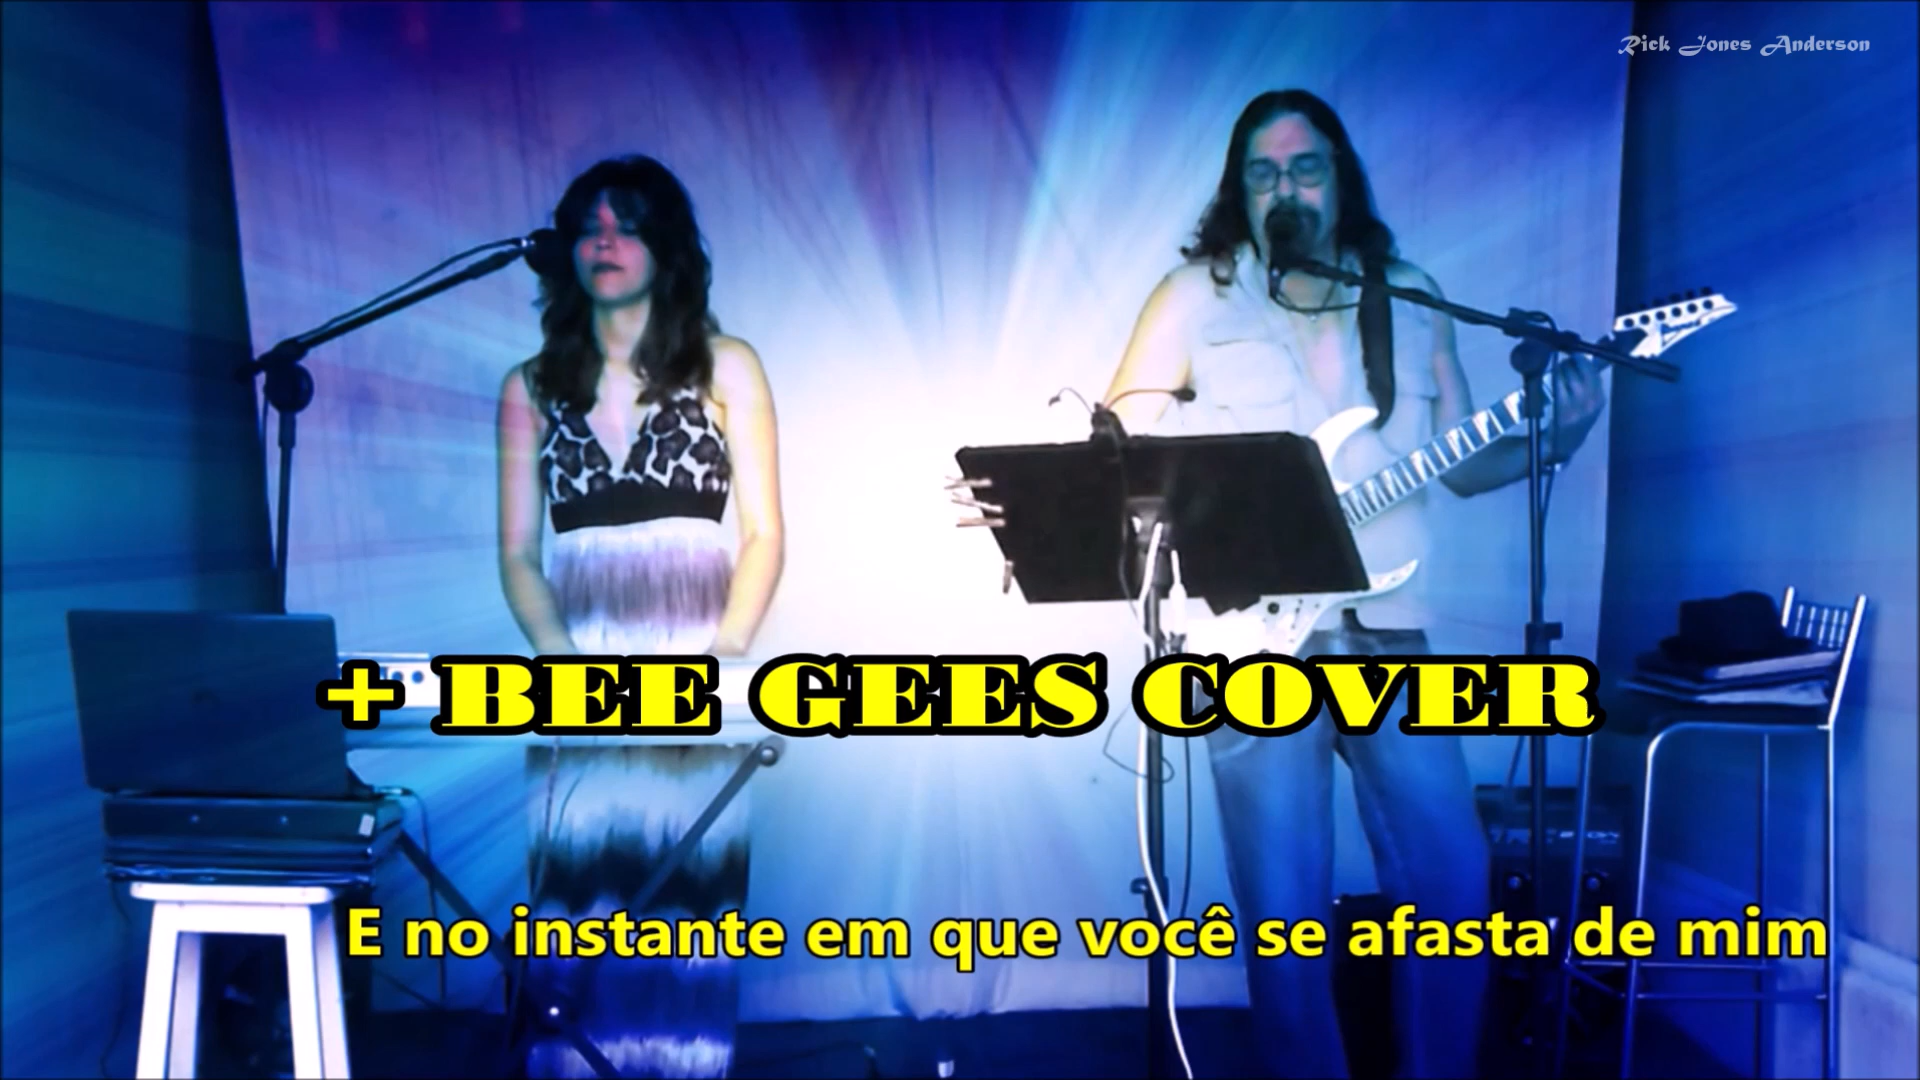 Rick Jones Anderson
+ BEE GEES COVER
E no instante em que você se afasta de mim